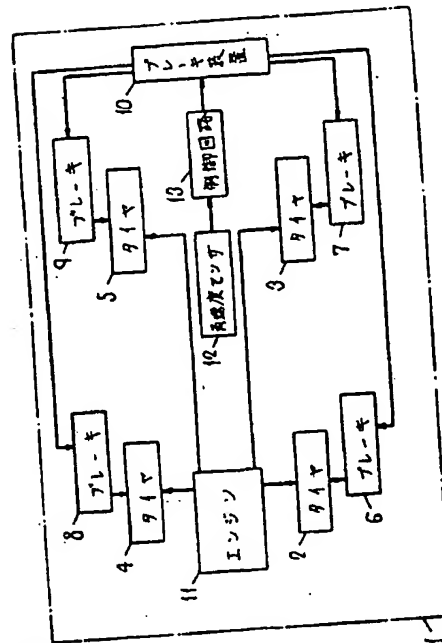 1
6
ブレーキ
2
タイヤ
11
エンジン
4
タイヤ
8
ブレーキ
12
角速度センサ
7
ブレーキ
3
タイヤ
13
制御回路
5
タイヤ
9
ブレーキ
10
ブレーキ装置